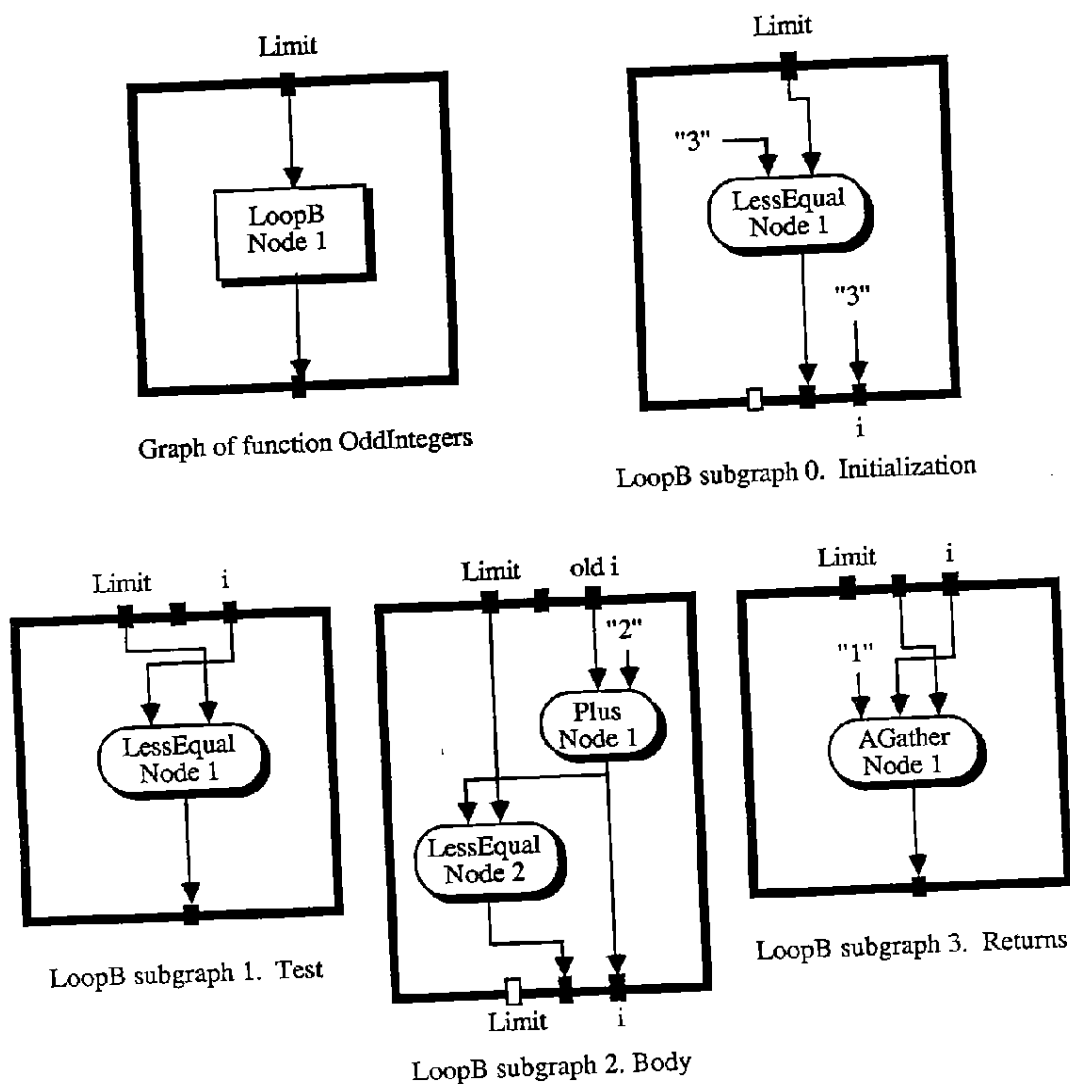 Limit
LoopB
Node 1
Graph of function OddIntegers
Limit
"3"
LessEqual
Node 1
"3"
i
LoopB subgraph 0. Initialization
Limit i
LessEqual
Node 1
LoopB subgraph 1. Test
Limit old i
"2"
Plus
Node 1
LessEqual
Node 2
Limit i
LoopB subgraph 2. Body
Limit i
"1"
AGather
Node 1
LoopB subgraph 3. Returns